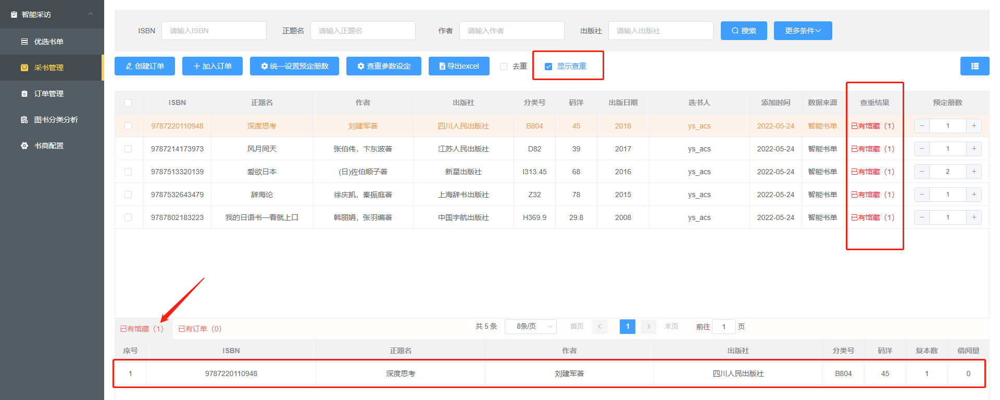 智能采访
优选书单
采书管理
订单管理
图书分类分析
书商配置
ISBN 请输入ISBN 正题名 请输入正题名 作者 请输入作者 出版社 请输入出版社 搜索 更多条件
创建订单 加入订单 统一设置预定册数 查重参数设定 导出excel 去重 显示查重
ISBN 正题名 作者 出版社 分类号 码洋 出版日期 选书人 添加时间 数据来源 查重结果 预定册数
9787220110948 深度思考 刘建军著 四川人民出版社 B804 45 2018 ys_acs 2022-05-24 智能书单 已有馆藏（1） − 1 +
9787214173973 风月同天 张伯伟，卞东波著 江苏人民出版社 D82 39 2017 ys_acs 2022-05-24 智能书单 已有馆藏（1） − 1 +
9787513320139 爱欲日本 (日)佐伯顺子著 新星出版社 I313.45 68 2016 ys_acs 2022-05-24 智能书单 已有馆藏（1） − 2 +
9787532643479 辞海论 徐庆凯，秦振庭著 上海辞书出版社 Z32 78 2015 ys_acs 2022-05-24 智能书单 已有馆藏（1） − 1 +
9787802183223 我的日语书一看就上口 韩丽娟，张羽编著 中国宇航出版社 H369.9 29.8 2008 ys_acs 2022-05-24 智能书单 已有馆藏（1） − 1 +
已有馆藏（1） 已有订单（0） 共 5 条 8条/页 首页 1 末页 前往 1 页
序号 ISBN 正题名 作者 出版社 分类号 码洋 复本数 借阅量
1 9787220110948 深度思考 刘建军著 四川人民出版社 B804 45 1 0